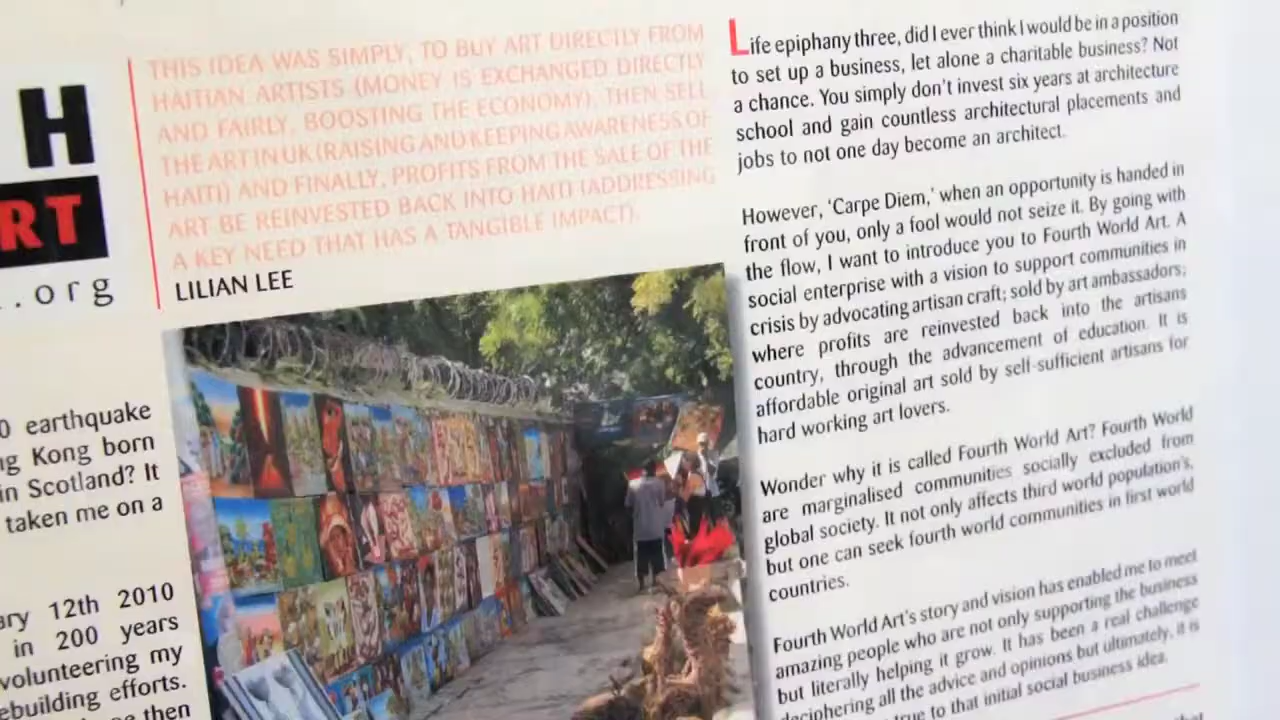 H
RT
.org
0 earthquake
ng Kong born
in Scotland? It
taken me on a
ary 12th 2010
in 200 years
volunteering my
ebuilding efforts.
then
THIS IDEA WAS SIMPLY, TO BUY ART DIRECTLY FROM
HAITIAN ARTISTS (MONEY IS EXCHANGED DIRECTLY
AND FAIRLY, BOOSTING THE ECONOMY), THEN SELL
THE ART IN UK (RAISING AND KEEPING AWARENESS OF
HAITI) AND FINALLY, PROFITS FROM THE SALE OF THE
ART BE REINVESTED BACK INTO HAITI (ADDRESSING
A KEY NEED THAT HAS A TANGIBLE IMPACT).
LILIAN LEE
Life epiphany three, did I ever think I would be in a position
to set up a business, let alone a charitable business? Not
a chance. You simply don't invest six years at architecture
school and gain countless architectural placements and
jobs to not one day become an architect.
However, 'Carpe Diem,' when an opportunity is handed in
front of you, only a fool would not seize it. By going with
the flow, I want to introduce you to Fourth World Art. A
social enterprise with a vision to support communities in
crisis by advocating artisan craft; sold by art ambassadors;
where profits are reinvested back into the artisans
country, through the advancement of education. It is
affordable original art sold by self-sufficient artisans for
hard working art lovers.
Wonder why it is called Fourth World Art? Fourth World
are marginalised communities socially excluded from
global society. It not only affects third world population's,
but one can seek fourth world communities in first world
countries.
Fourth World Art's story and vision has enabled me to meet
amazing people who are not only supporting the business
but literally helping it grow. It has been a real challenge
deciphering all the advice and opinions but ultimately, it is
true to that initial social business idea.